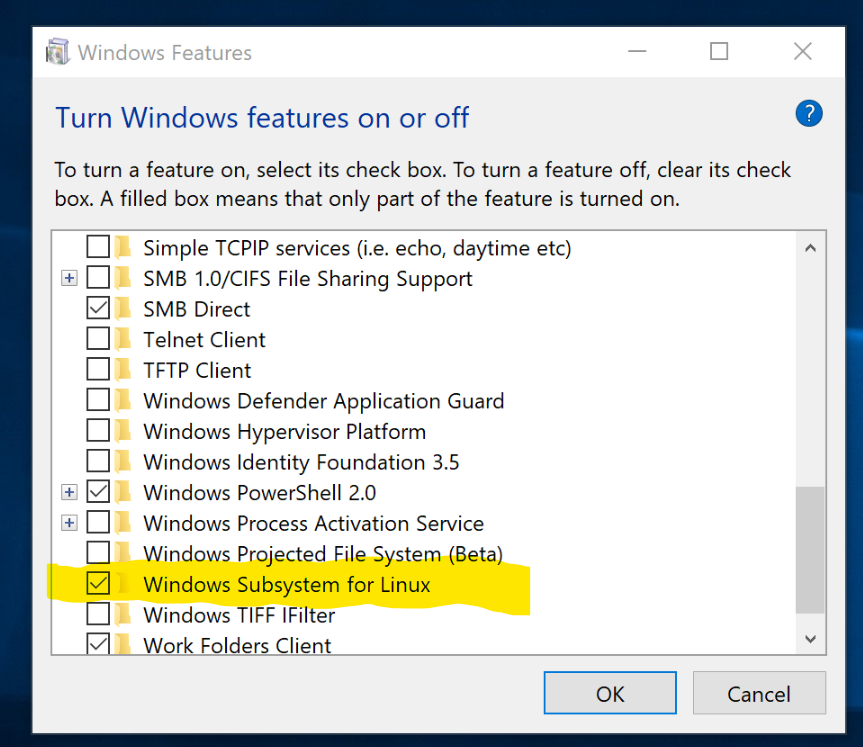 Windows Features
Turn Windows features on or off
?
To turn a feature on, select its check box. To turn a feature off, clear its check
box. A filled box means that only part of the feature is turned on.
Simple TCPIP services (i.e. echo, daytime etc)
SMB 1.0/CIFS File Sharing Support
SMB Direct
Telnet Client
TFTP Client
Windows Defender Application Guard
Windows Hypervisor Platform
Windows Identity Foundation 3.5
Windows PowerShell 2.0
Windows Process Activation Service
Windows Projected File System (Beta)
Windows Subsystem for Linux
Windows TIFF IFilter
Work Folders Client
OK Cancel